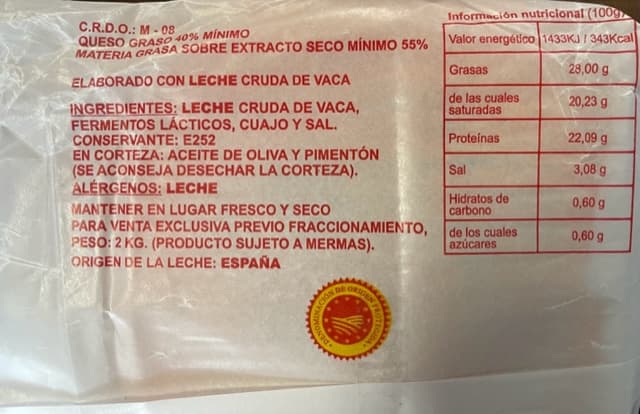 C.R.D.O.: M - 08
QUESO GRASO 40% MÍNIMO
MATERIA GRASA SOBRE EXTRACTO SECO MÍNIMO 55%
ELABORADO CON LECHE CRUDA DE VACA
INGREDIENTES: LECHE CRUDA DE VACA,
FERMENTOS LÁCTICOS, CUAJO Y SAL.
CONSERVANTE: E252
EN CORTEZA: ACEITE DE OLIVA Y PIMENTÓN
(SE ACONSEJA DESECHAR LA CORTEZA).
ALÉRGENOS: LECHE
MANTENER EN LUGAR FRESCO Y SECO
PARA VENTA EXCLUSIVA PREVIO FRACCIONAMIENTO,
PESO: 2 KG. (PRODUCTO SUJETO A MERMAS).
ORIGEN DE LA LECHE: ESPAÑA
Información nutricional (100g)
Valor energético 1433KJ / 343Kcal
Grasas 28,00 g
de las cuales
saturadas 20,23 g
Proteínas 22,09 g
Sal 3,08 g
Hidratos de
carbono 0,60 g
de los cuales
azúcares 0,60 g
DENOMINACIÓN DE ORIGEN PROTEGIDA